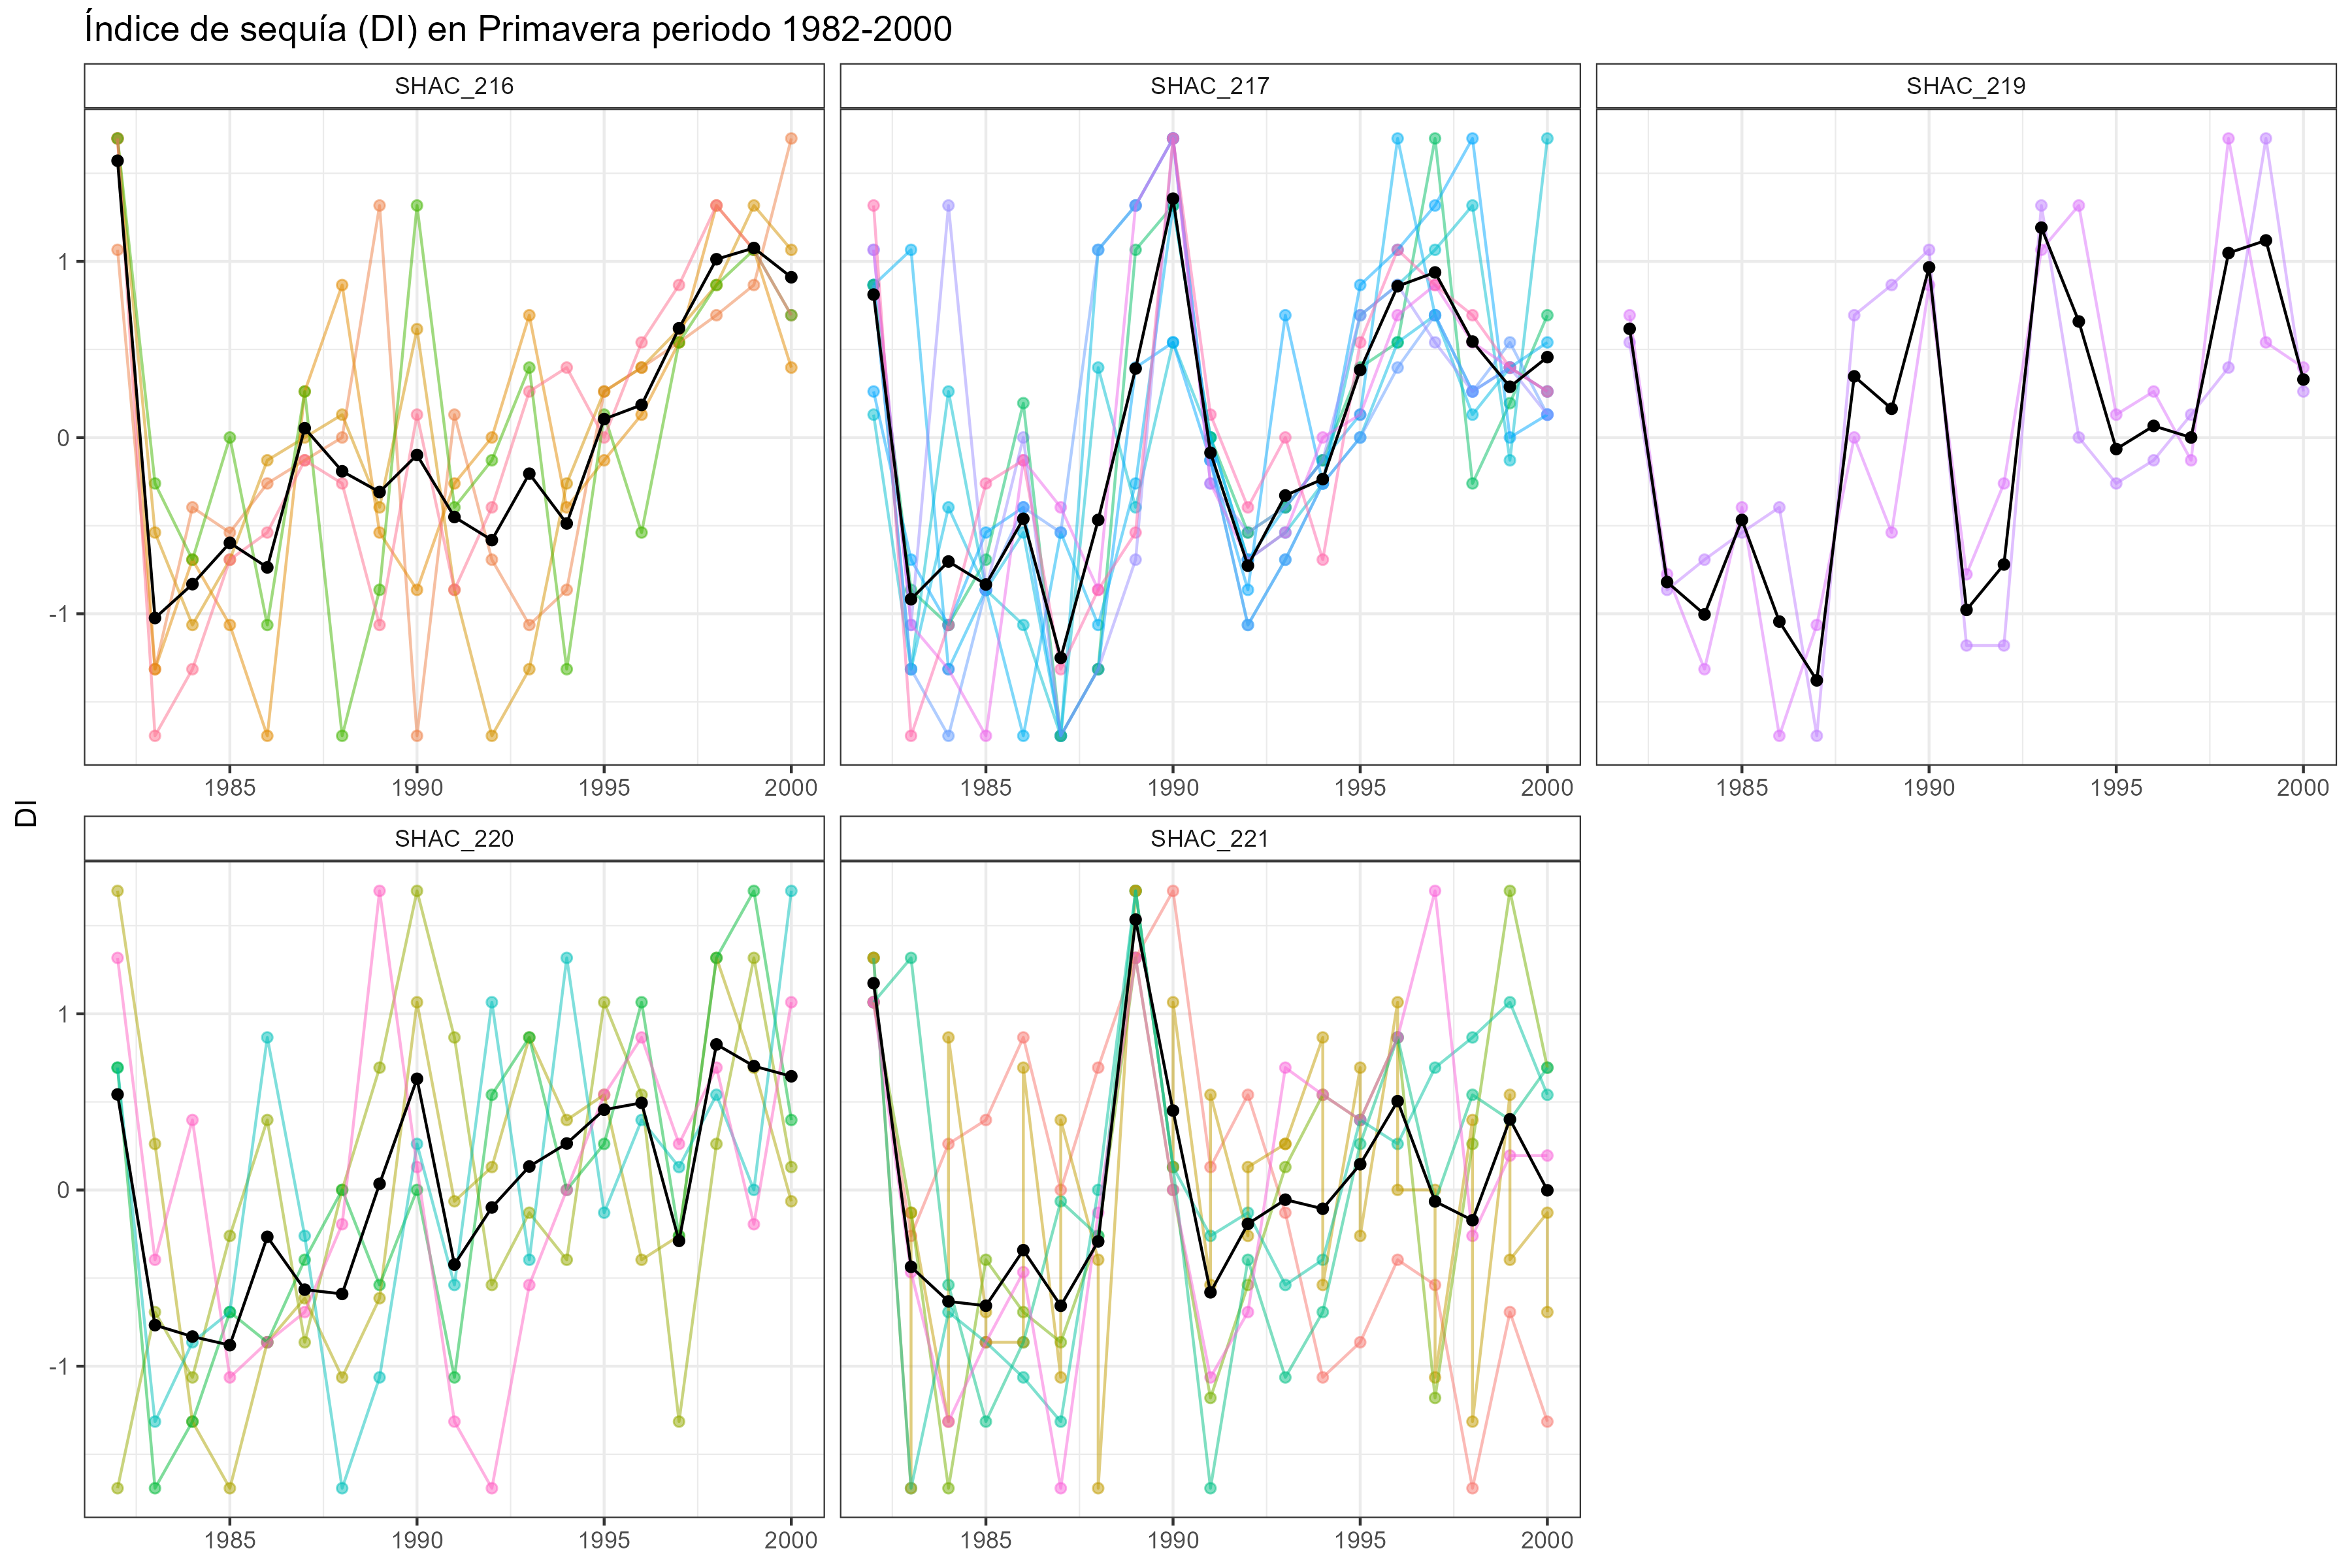 Índice de sequía (DI) en Primavera periodo 1982-2000
SHAC_216 SHAC_217 SHAC_219
1
0
-1
1985 1990 1995 2000 1985 1990 1995 2000 1985 1990 1995 2000
DI
SHAC_220 SHAC_221
1
0
-1
1985 1990 1995 2000 1985 1990 1995 2000